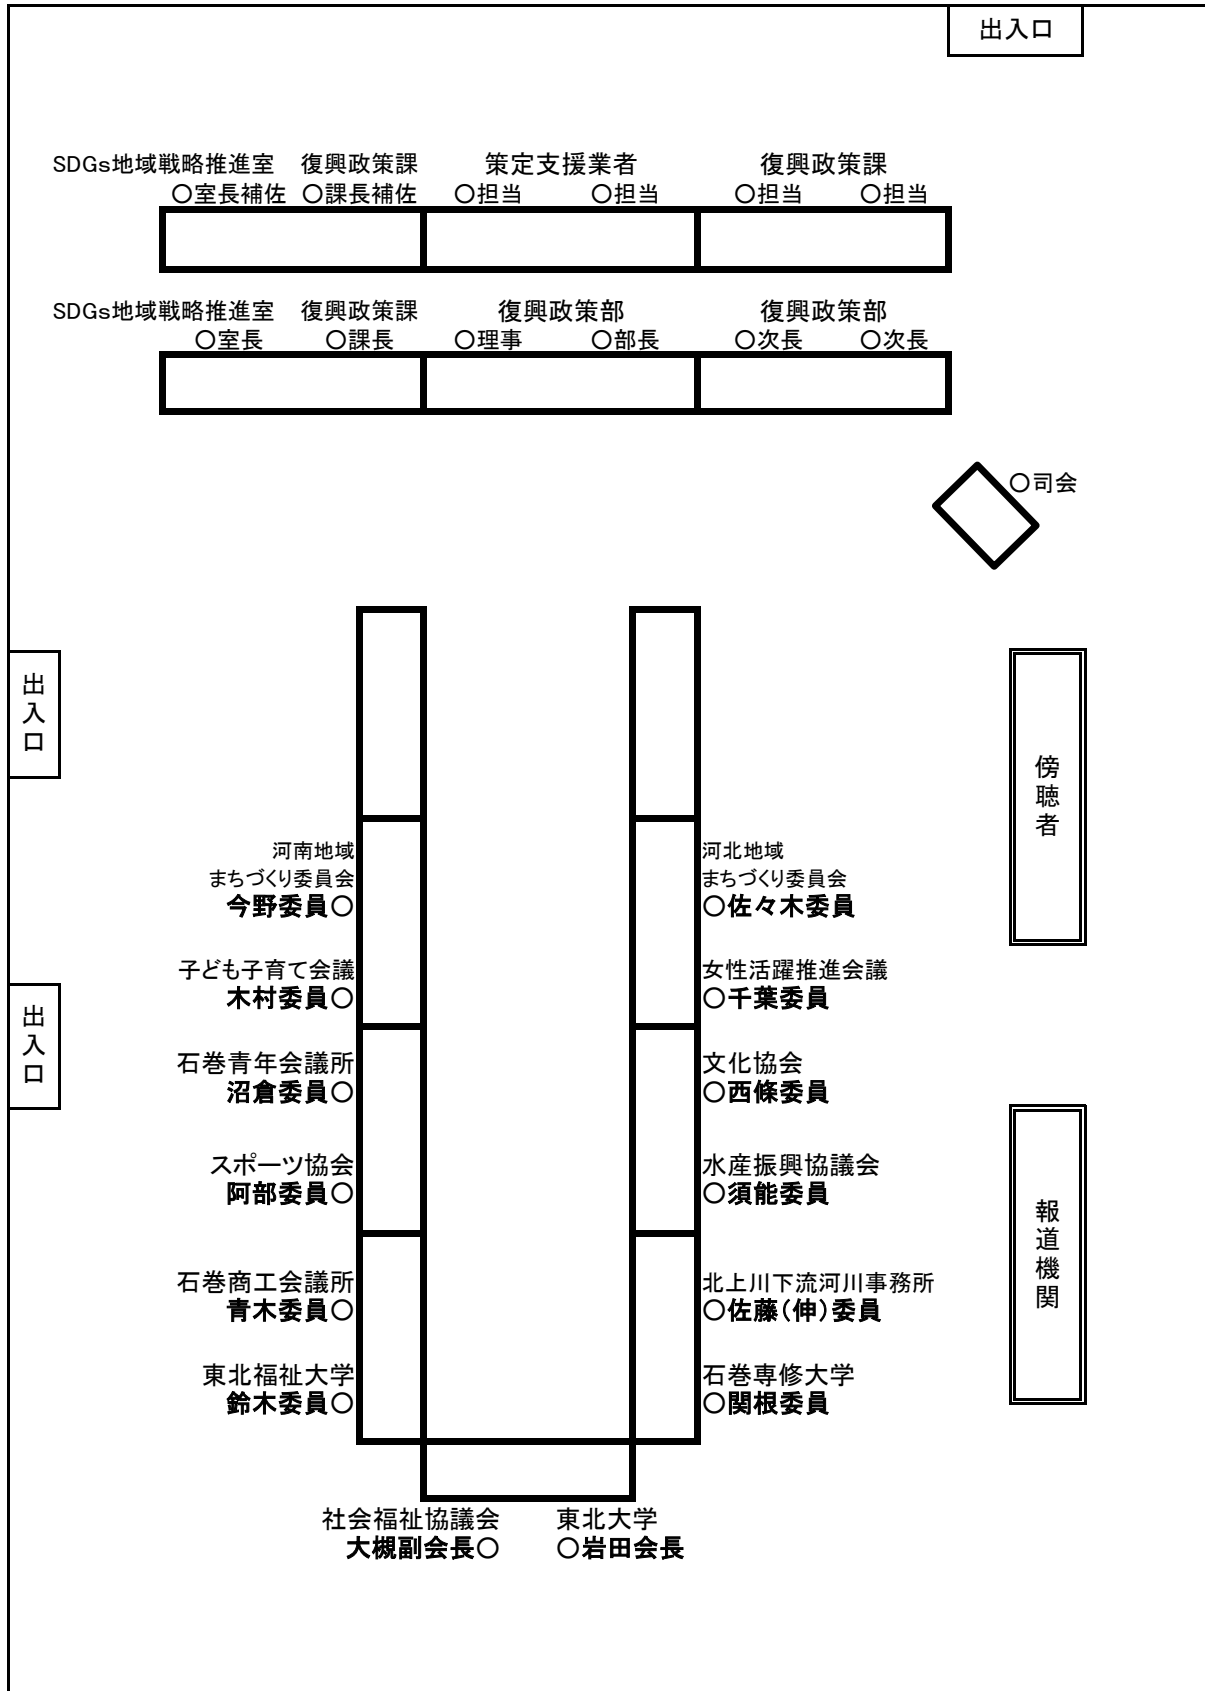 出入口
SDGs地域戦略推進室 復興政策課 策定支援業者 復興政策課
○室長補佐 ○課長補佐 ○担当 ○担当 ○担当 ○担当
SDGs地域戦略推進室 復興政策課 復興政策部 復興政策部
○室長 ○課長 ○理事 ○部長 ○次長 ○次長
○司会
出入口
傍聴者
河南地域
まちづくり委員会
今野委員○
河北地域
まちづくり委員会
○佐々木委員
子ども子育て会議
木村委員○
女性活躍推進会議
○千葉委員
出入口
石巻青年会議所
沼倉委員○
文化協会
○西條委員
スポーツ協会
阿部委員○
水産振興協議会
○須能委員
報道機関
石巻商工会議所
青木委員○
北上川下流河川事務所
○佐藤(伸)委員
東北福祉大学
鈴木委員○
石巻専修大学
○関根委員
社会福祉協議会
大槻副会長○
東北大学
○岩田会長